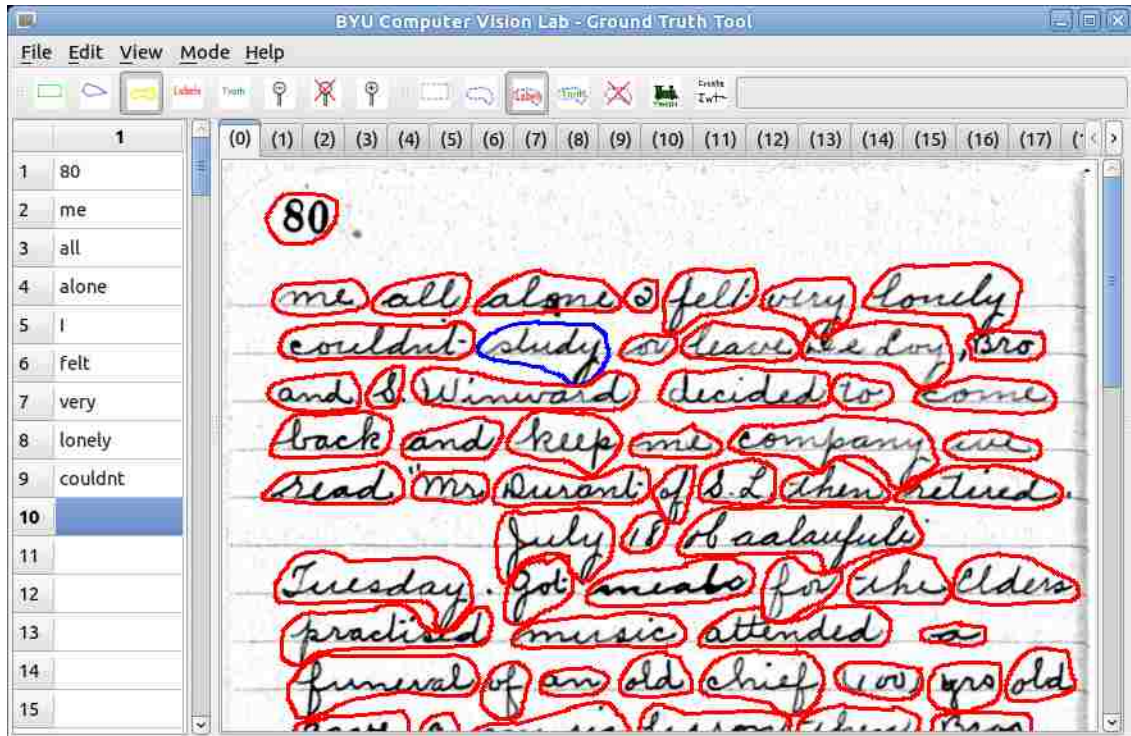 BYU Computer Vision Lab - Ground Truth Tool
File Edit View Mode Help
Labels Truth Labels Truth Truth Create
1
(0) (1) (2) (3) (4) (5) (6) (7) (8) (9) (10) (11) (12) (13) (14) (15) (16) (17)
1 80
2 me
3 all
4 alone
5 I
6 felt
7 very
8 lonely
9 couldnt
10
11
12
13
14
15
80
me all alone I felt very lonely
couldnt study or leave , Bro
and S. Winward decided to come
back and keep me company we
read "Mr Durant of S.L then retired.
July 18
Tuesday. Got meals for the Elders
practised music attended a
funeral of an old chief (100) yrs old